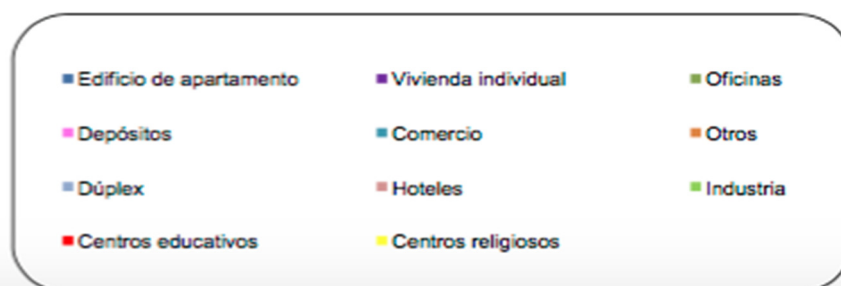 Edificio de apartamento Vivienda individual Oficinas
Depósitos Comercio Otros
Dúplex Hoteles Industria
Centros educativos Centros religiosos